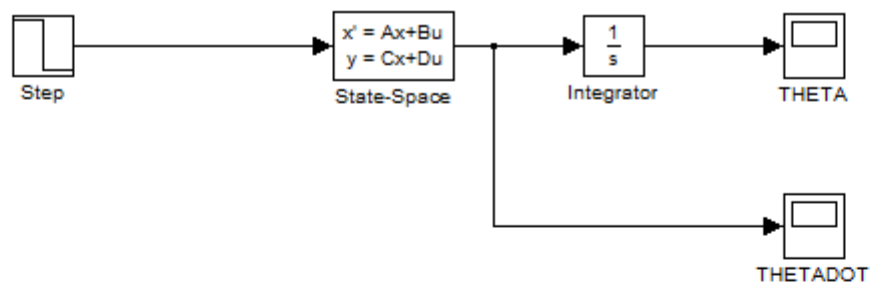 x' = Ax+Bu
y = Cx+Du
1
s
Step
State-Space
Integrator
THETA
THETADOT